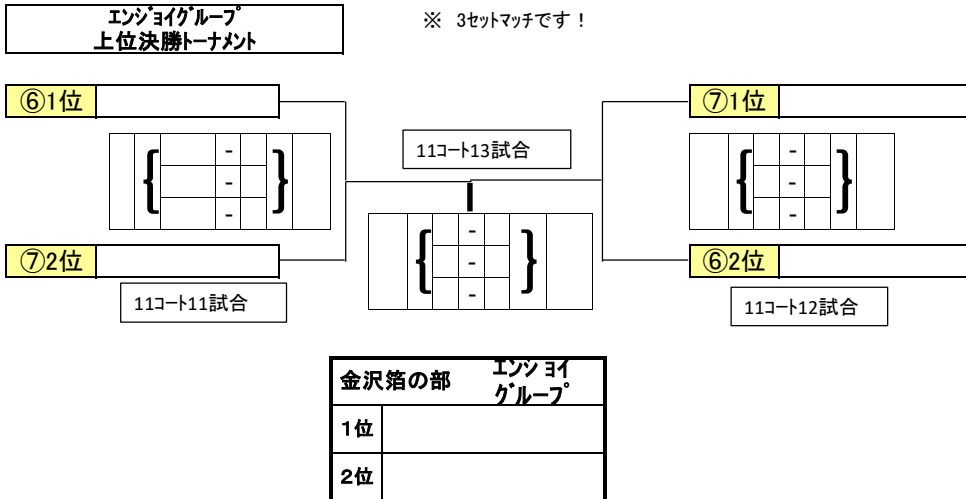 エンジョイグループ
上位決勝トーナメント
※ 3セットマッチです！
⑥1位
⑦1位
11コート13試合
{ - }
{ - }
-
-
-
-
{ - }
-
-
⑦2位
⑥2位
11コート11試合
11コート12試合
金沢箔の部 エンジョイ
グループ
1位
2位